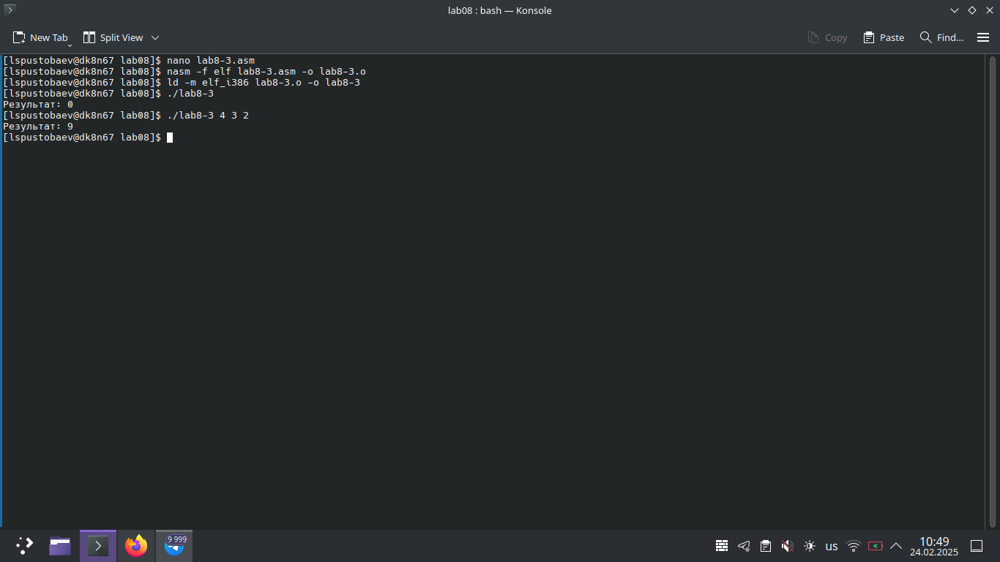 lab08 : bash — Konsole
New Tab Split View Copy Paste Find...
[lspustobaev@dk8n67 lab08]$ nano lab8-3.asm
[lspustobaev@dk8n67 lab08]$ nasm -f elf lab8-3.asm -o lab8-3.o
[lspustobaev@dk8n67 lab08]$ ld -m elf_i386 lab8-3.o -o lab8-3
[lspustobaev@dk8n67 lab08]$ ./lab8-3
Результат: 0
[lspustobaev@dk8n67 lab08]$ ./lab8-3 4 3 2
Результат: 9
[lspustobaev@dk8n67 lab08]$
9 999
us
10:49
24.02.2025